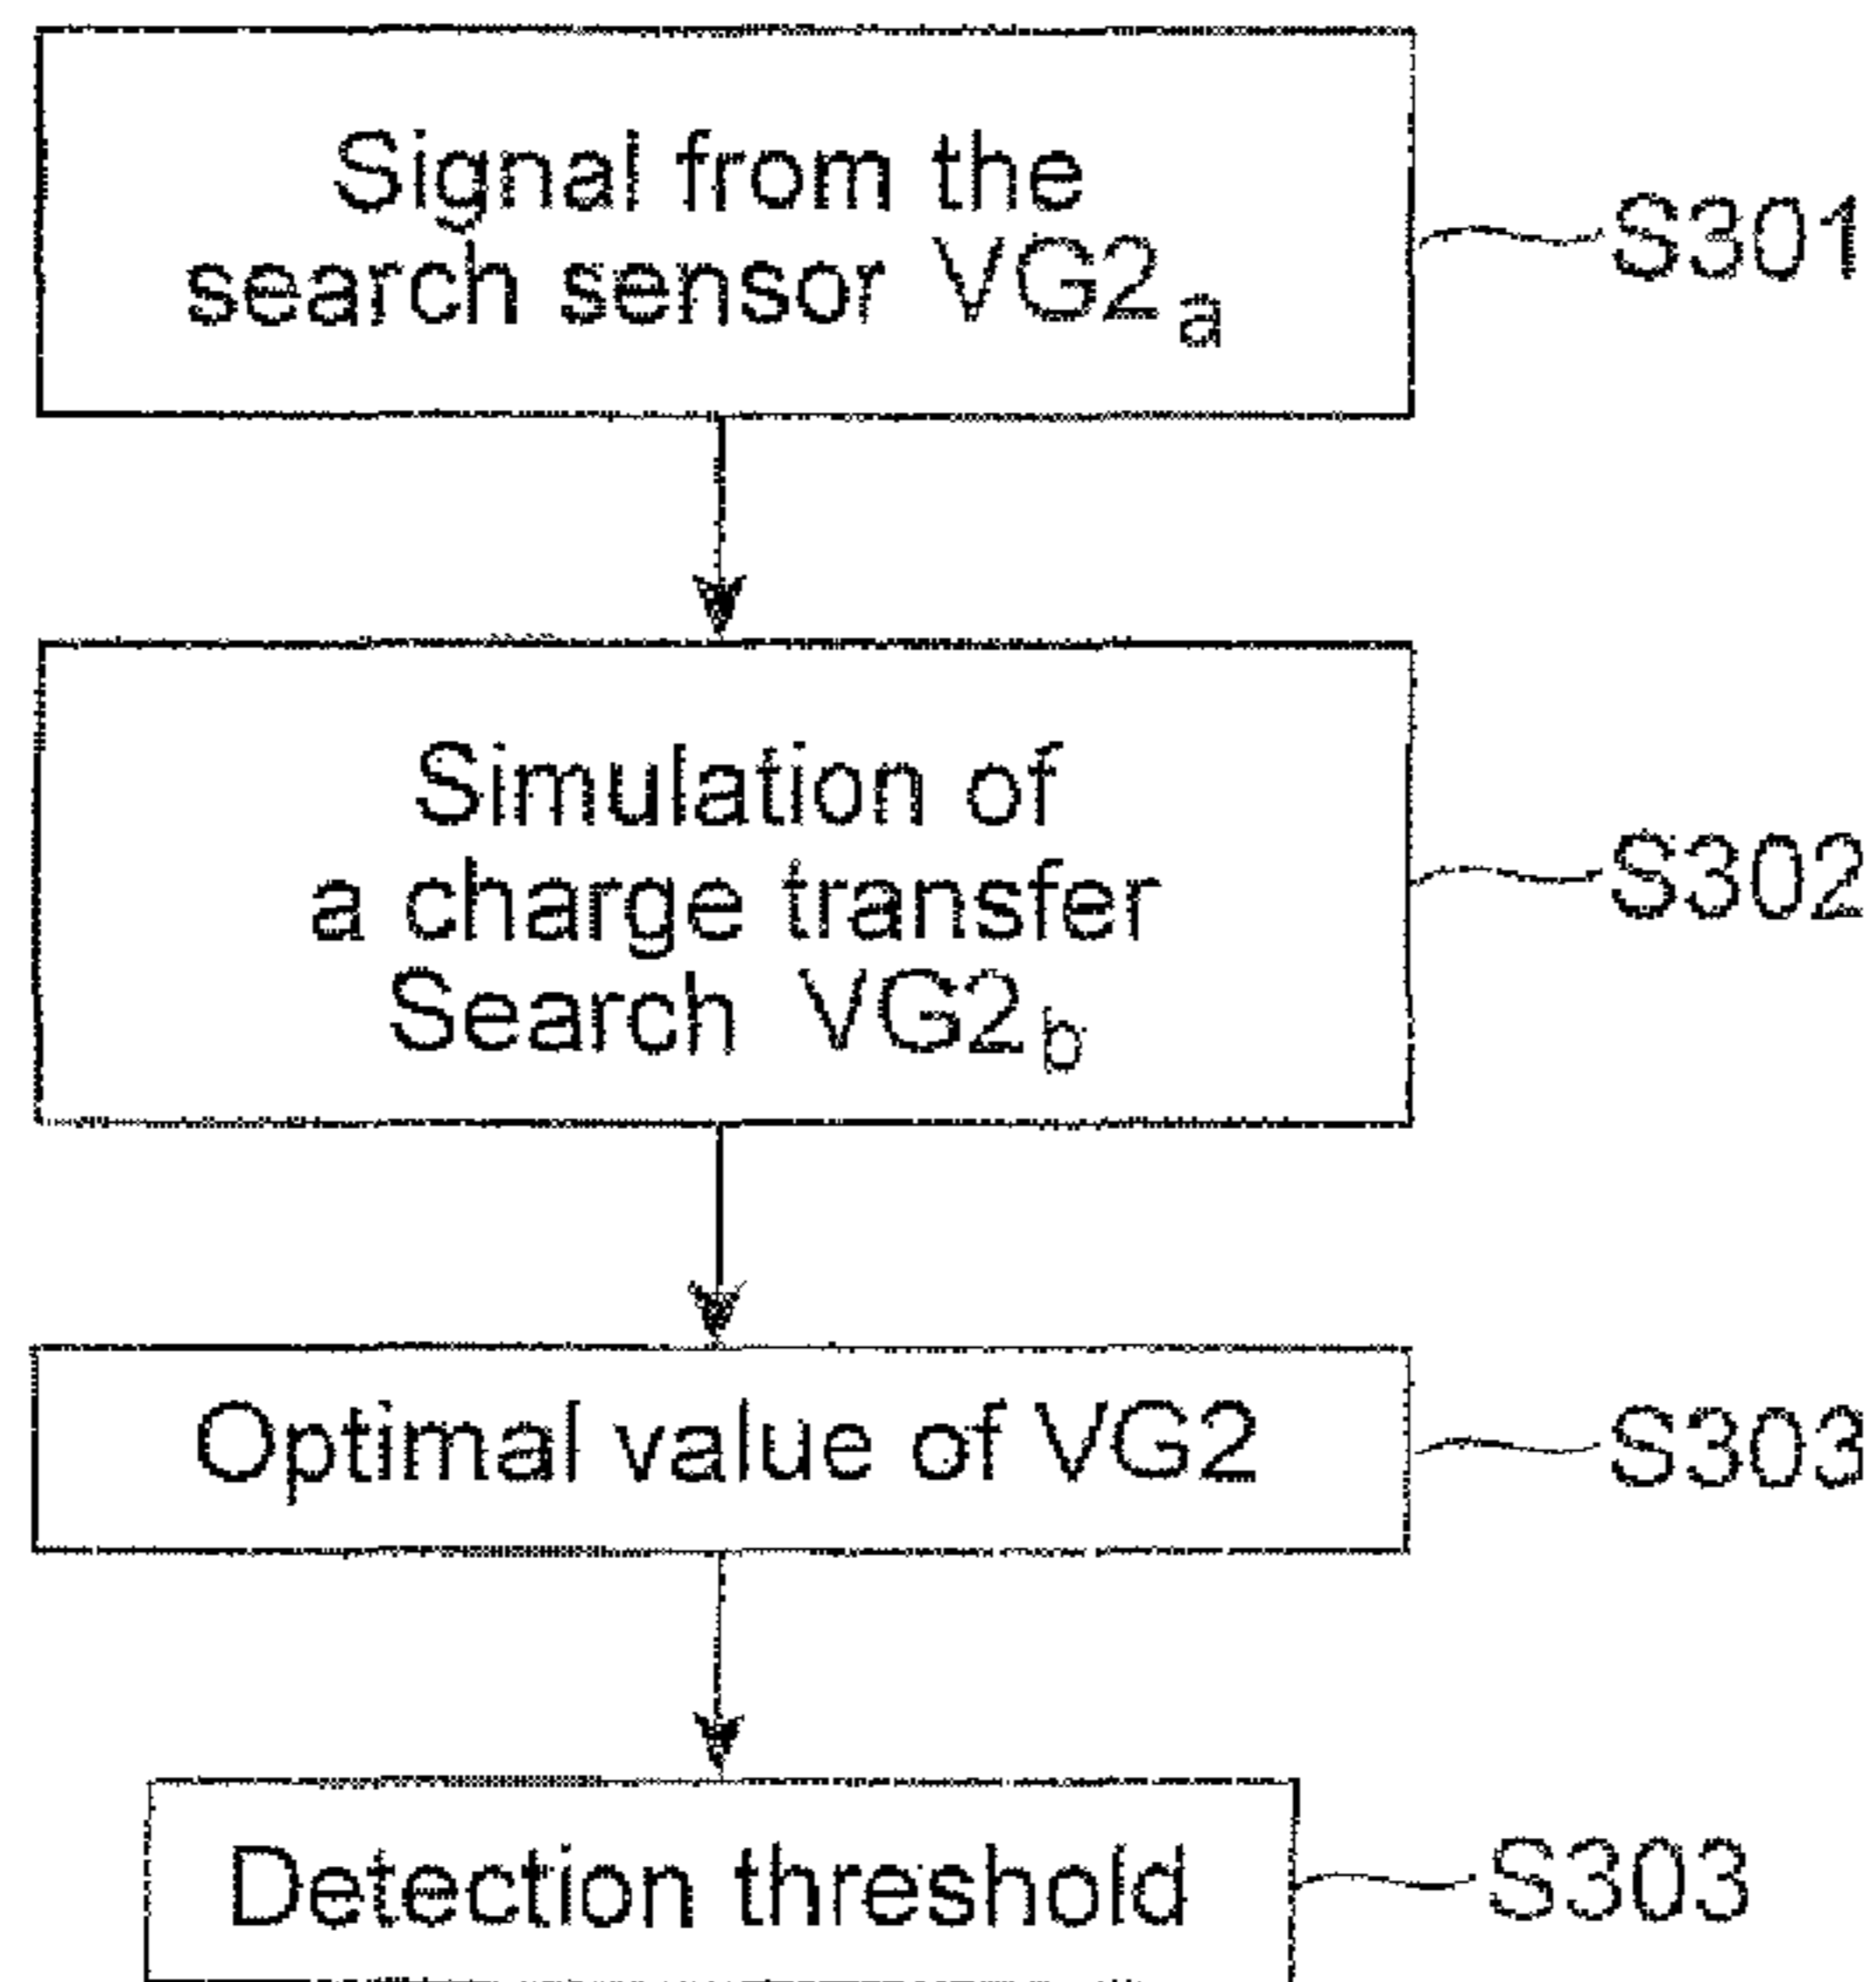 Signal from the
search sensor VG2a
S301
Simulation of
a charge transfer
Search VG2b
S302
Optimal value of VG2
S303
Detection threshold
S303